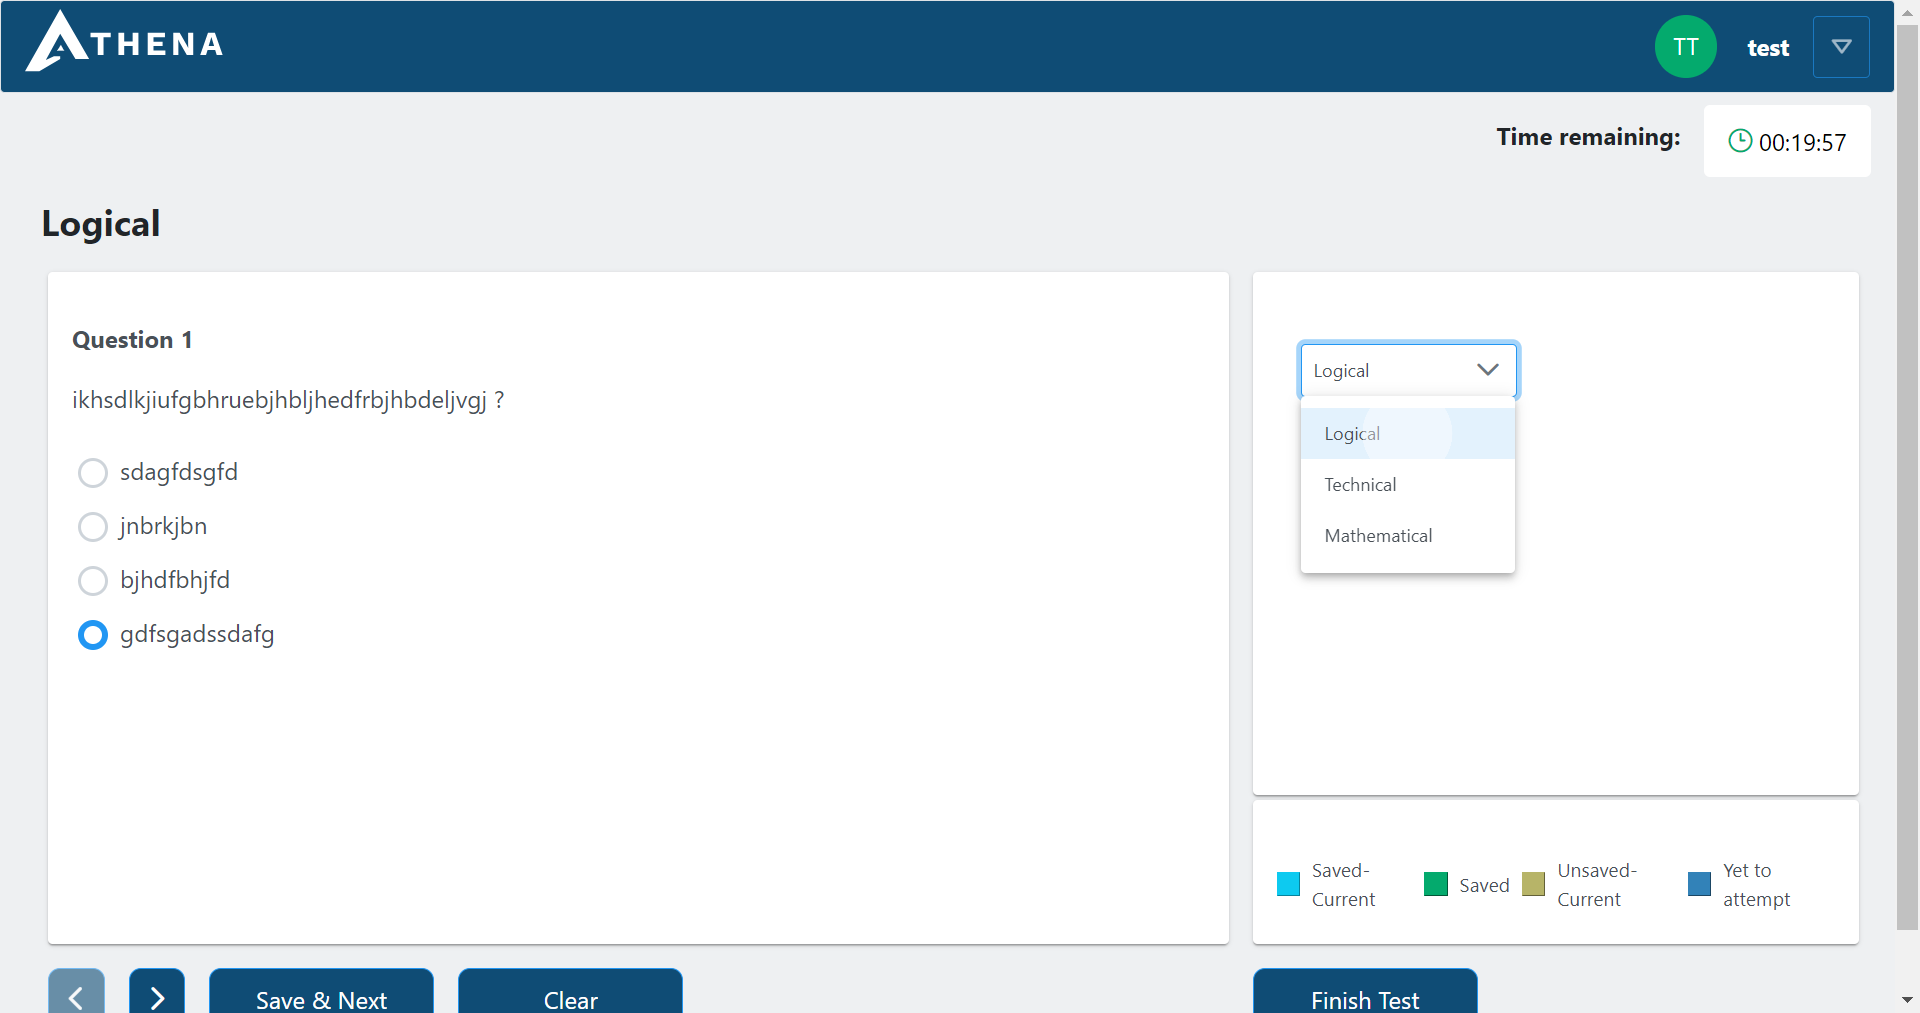 ATHENA
TT
test
Time remaining:
00:19:57
Logical
Question 1
ikhsdlkjiufgbhruebjhbljhedfrbjhbdeljvgj ?
sdagfdsgfd
jnbrkjbn
bjhdfbhjfd
gdfsgadssdafg
Logical
Logical
Technical
Mathematical
Saved-
Current
Saved
Unsaved-
Current
Yet to
attempt
Save & Next
Clear
Finish Test